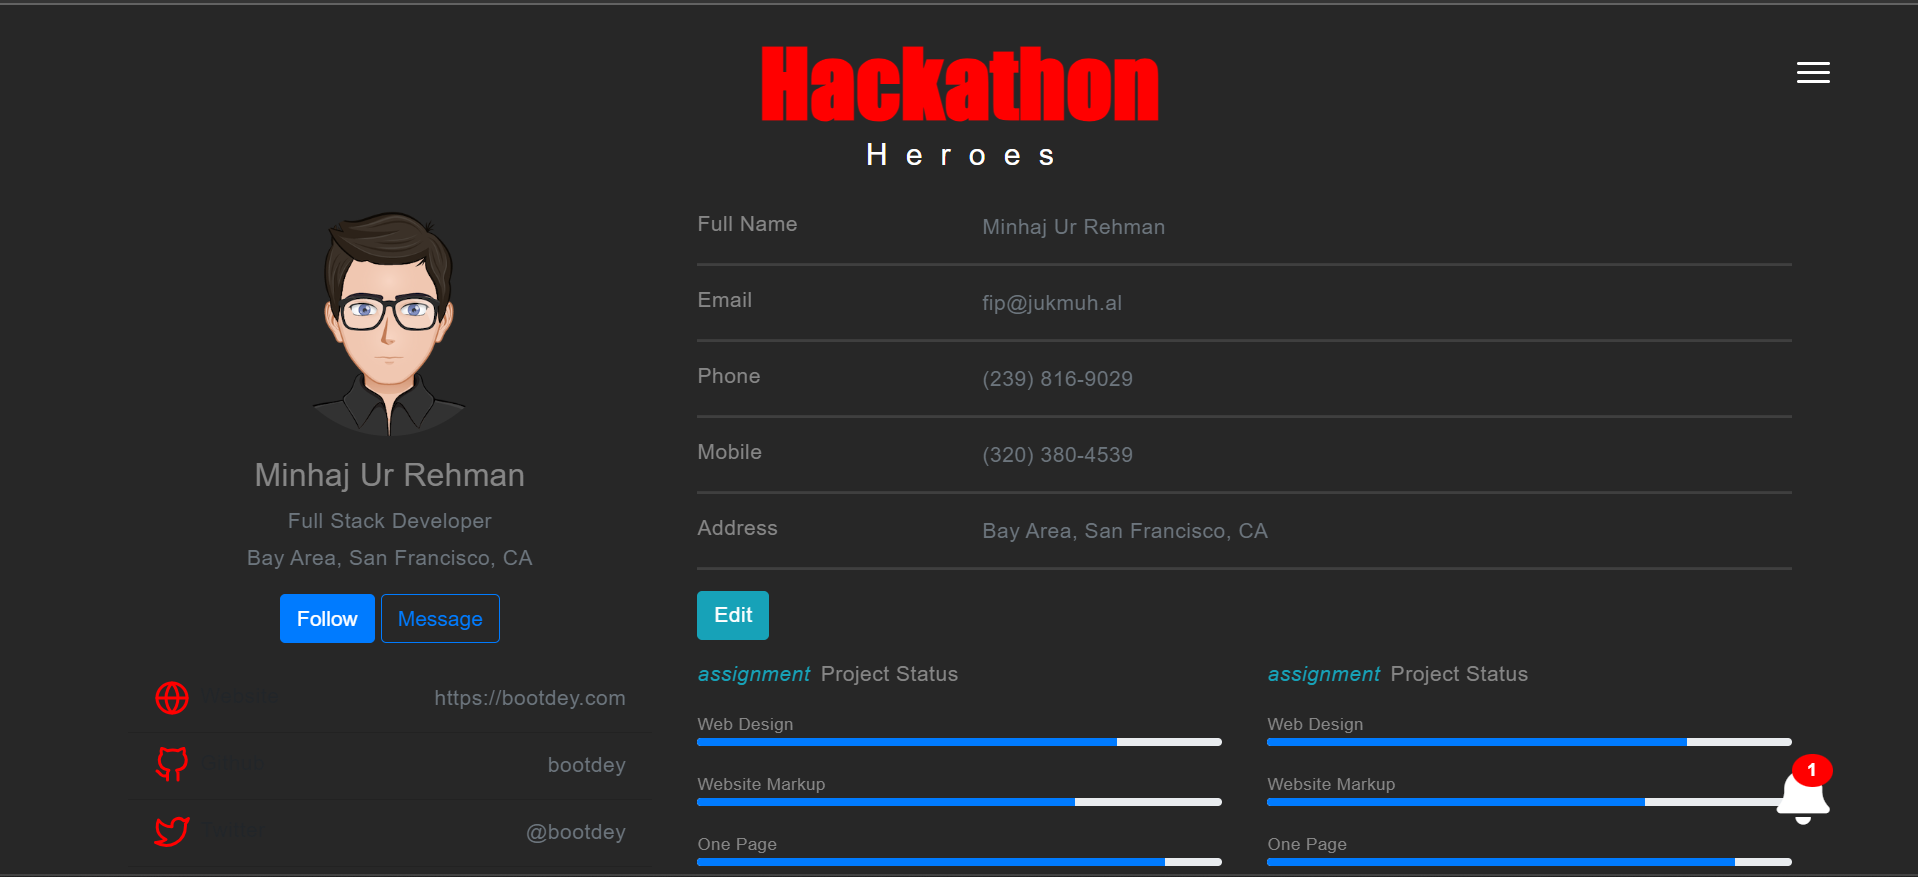 Hackathon
Heroes
Minhaj Ur Rehman
Full Stack Developer
Bay Area, San Francisco, CA
Follow Message
Website https://bootdey.com
Github bootdey
Twitter @bootdey
Full Name Minhaj Ur Rehman
Email fip@jukmuh.al
Phone (239) 816-9029
Mobile (320) 380-4539
Address Bay Area, San Francisco, CA
Edit
assignment Project Status
Web Design
Website Markup
One Page
assignment Project Status
Web Design
Website Markup
One Page
1